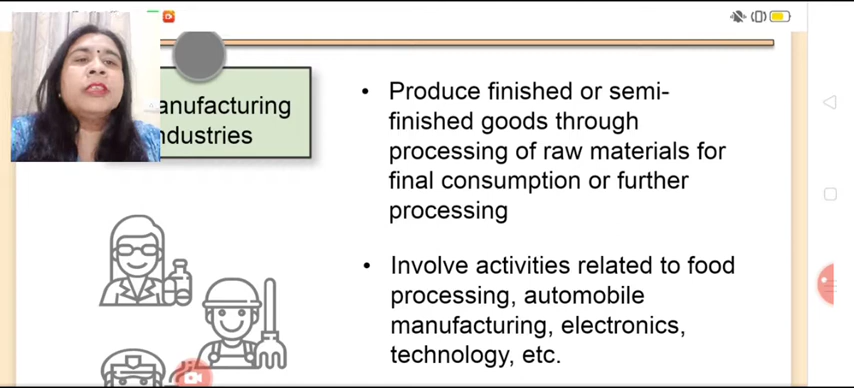 anufacturing
ndustries
• Produce finished or semi-
finished goods through
processing of raw materials for
final consumption or further
processing
• Involve activities related to food
processing, automobile
manufacturing, electronics,
technology, etc.